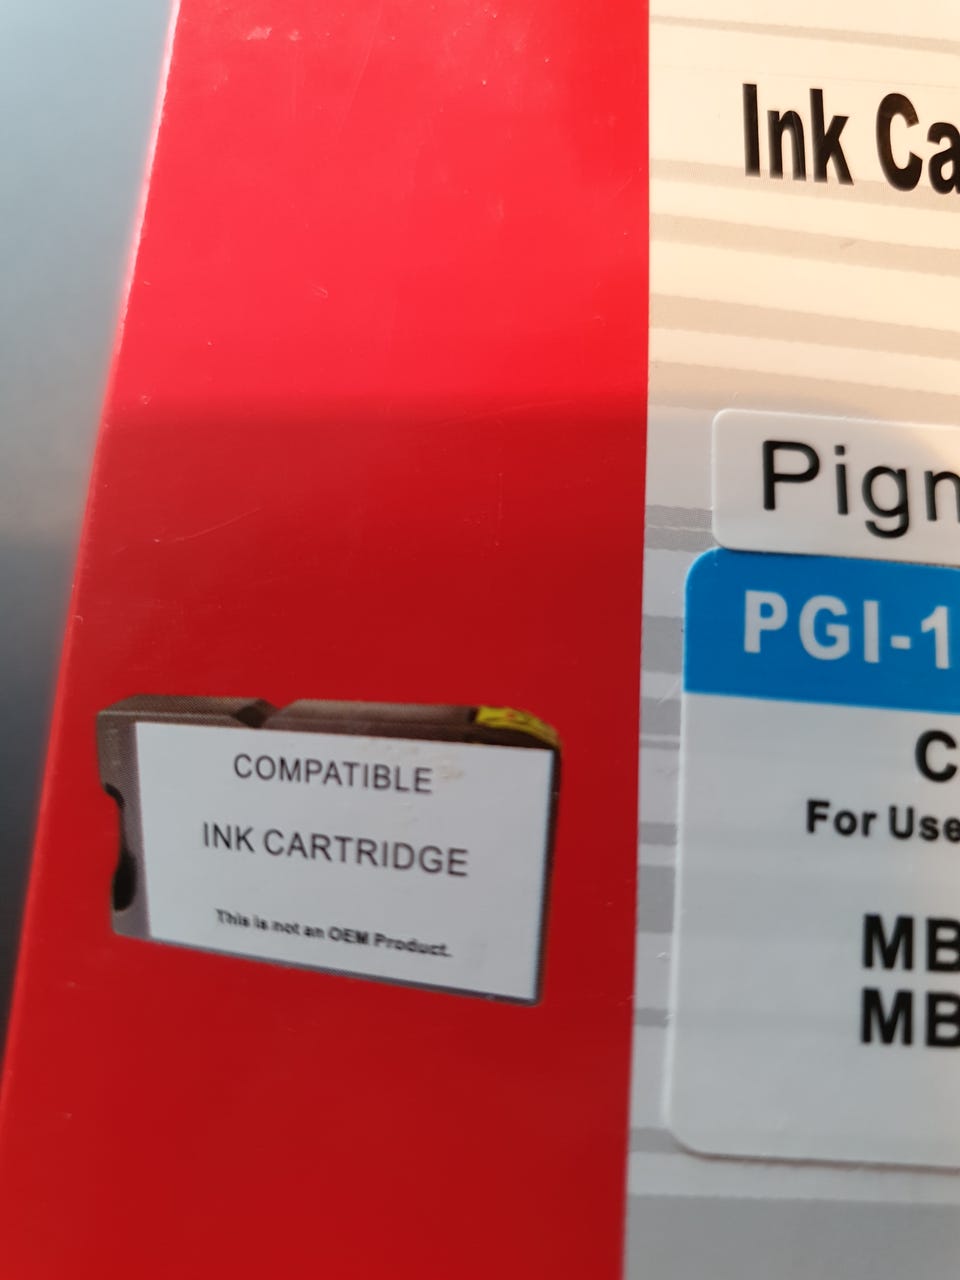 Ink Ca
Pign
PGI-1
C
For Use
MB
MB
COMPATIBLE
INK CARTRIDGE
This is not an OEM Product.